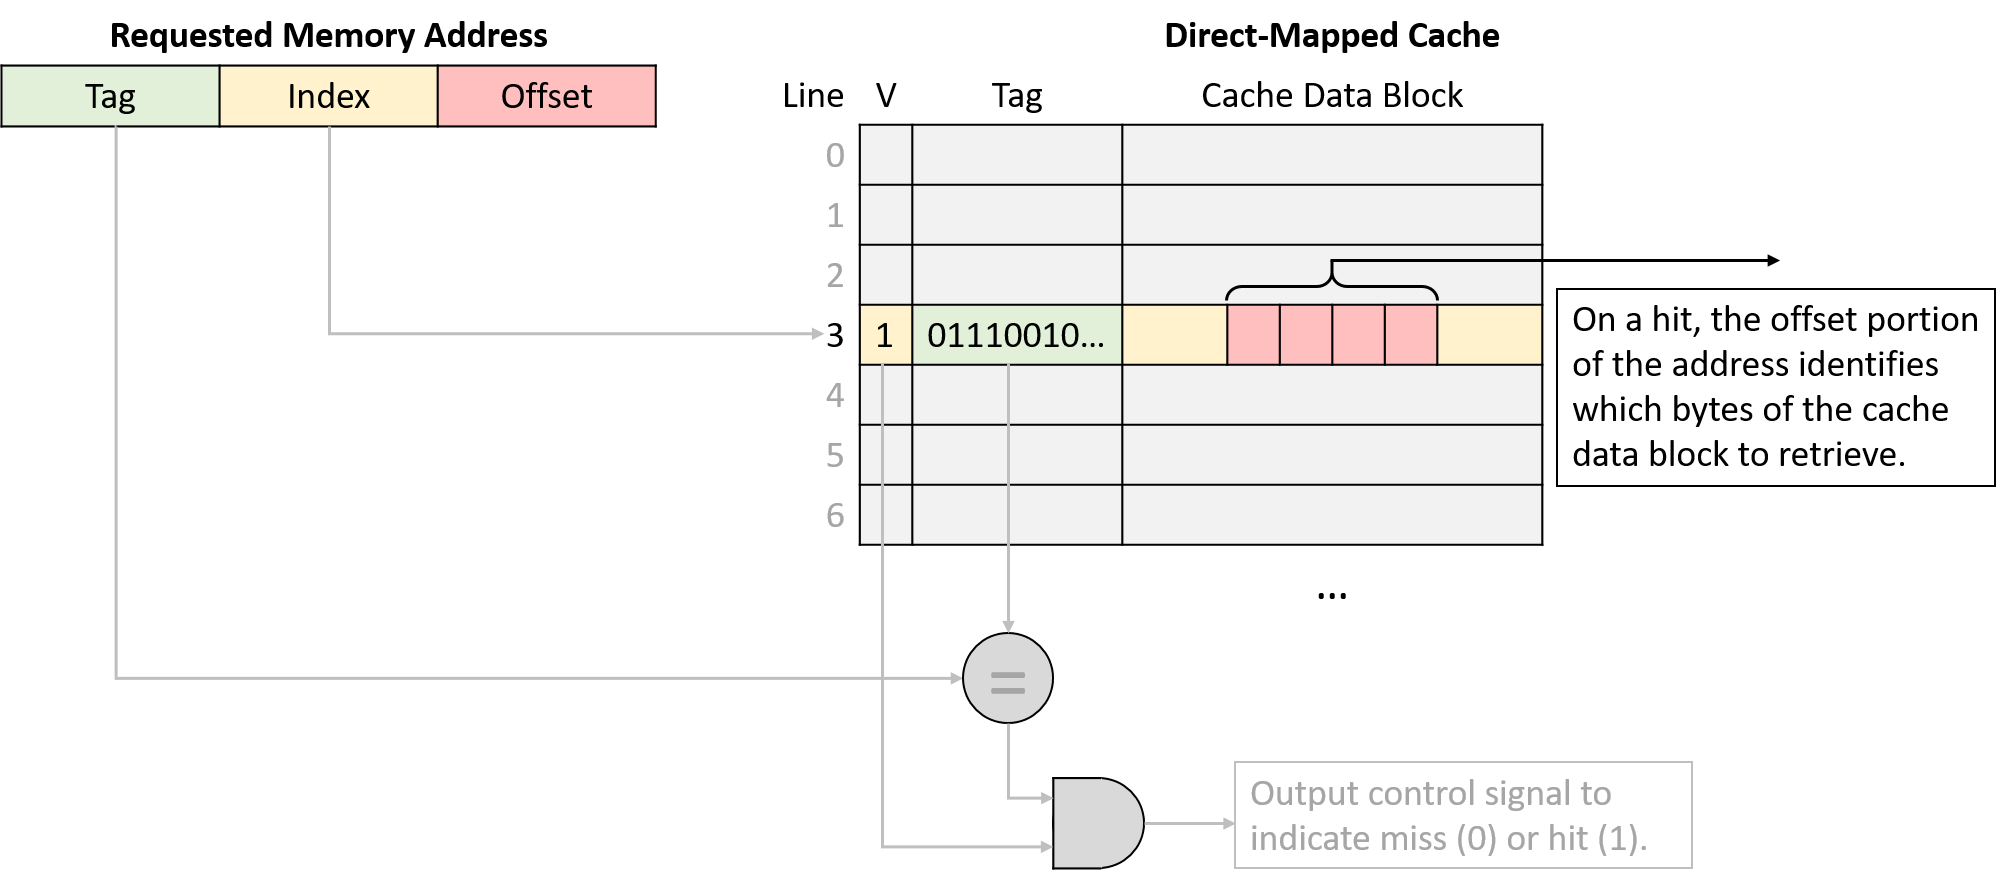 Requested Memory Address
Direct-Mapped Cache
Tag Index Offset
Line V Tag Cache Data Block
0
1
2
3 1 01110010...
4
5
6
...
On a hit, the offset portion
of the address identifies
which bytes of the cache
data block to retrieve.
=
Output control signal to
indicate miss (0) or hit (1).